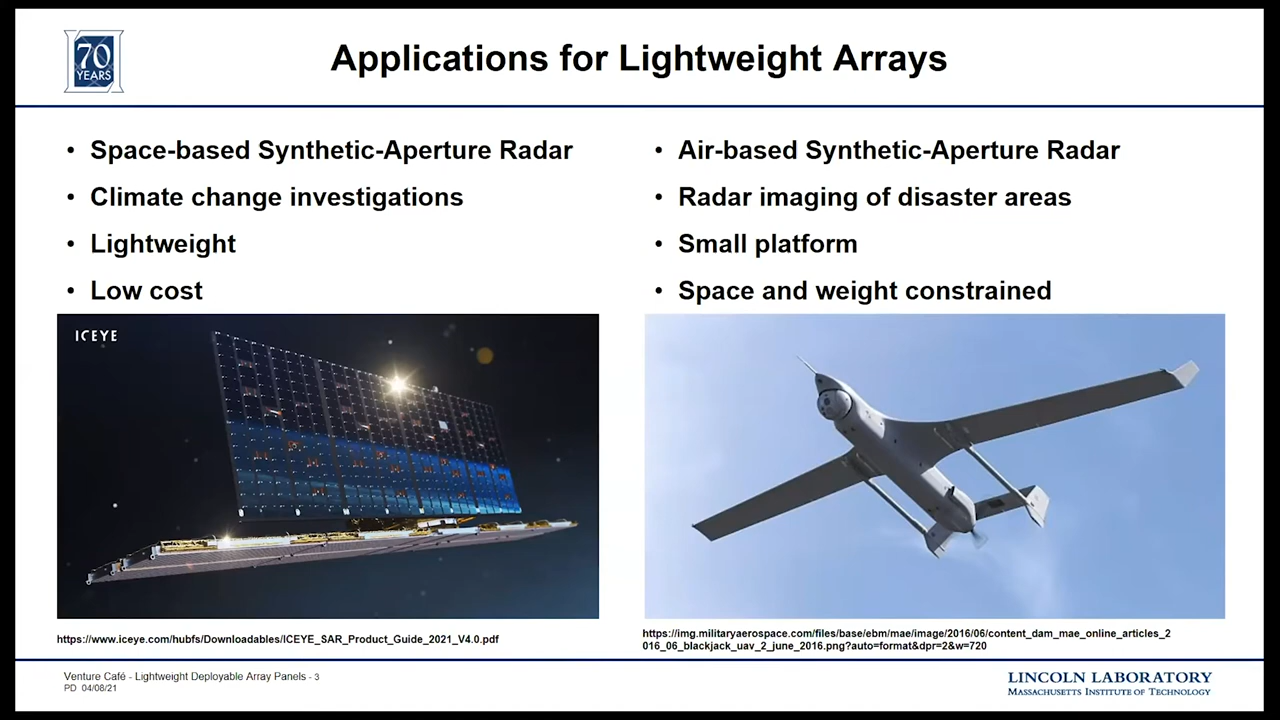 70
YEARS
Applications for Lightweight Arrays
• Space-based Synthetic-Aperture Radar
• Climate change investigations
• Lightweight
• Low cost
• Air-based Synthetic-Aperture Radar
• Radar imaging of disaster areas
• Small platform
• Space and weight constrained
ICEYE
https://www.iceye.com/hubfs/Downloadables/ICEYE_SAR_Product_Guide_2021_V4.0.pdf
https://img.militaryaerospace.com/files/base/ebm/mae/image/2016/06/content_dam_mae_online_articles_2
016_06_blackjack_uav_2_june_2016.png?auto=format&dpr=2&w=720
Venture Café - Lightweight Deployable Array Panels - 3
PD 04/08/21
LINCOLN LABORATORY
MASSACHUSETTS INSTITUTE OF TECHNOLOGY